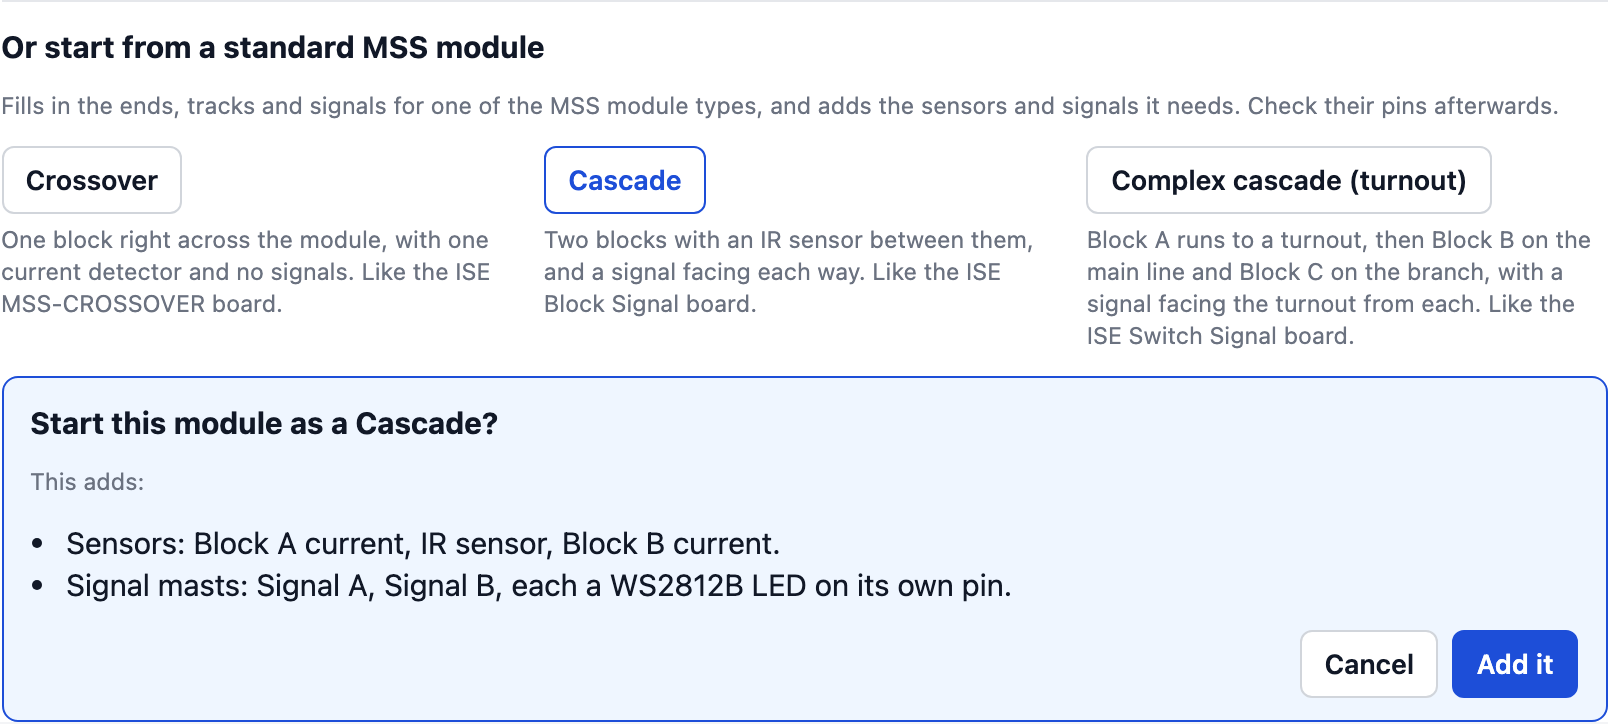 Or start from a standard MSS module
Fills in the ends, tracks and signals for one of the MSS module types, and adds the sensors and signals it needs. Check their pins afterwards.
Crossover
One block right across the module, with one
current detector and no signals. Like the ISE
MSS-CROSSOVER board.
Cascade
Two blocks with an IR sensor between them,
and a signal facing each way. Like the ISE
Block Signal board.
Complex cascade (turnout)
Block A runs to a turnout, then Block B on the
main line and Block C on the branch, with a
signal facing the turnout from each. Like the
ISE Switch Signal board.
Start this module as a Cascade?
This adds:
• Sensors: Block A current, IR sensor, Block B current.
• Signal masts: Signal A, Signal B, each a WS2812B LED on its own pin.
Cancel
Add it